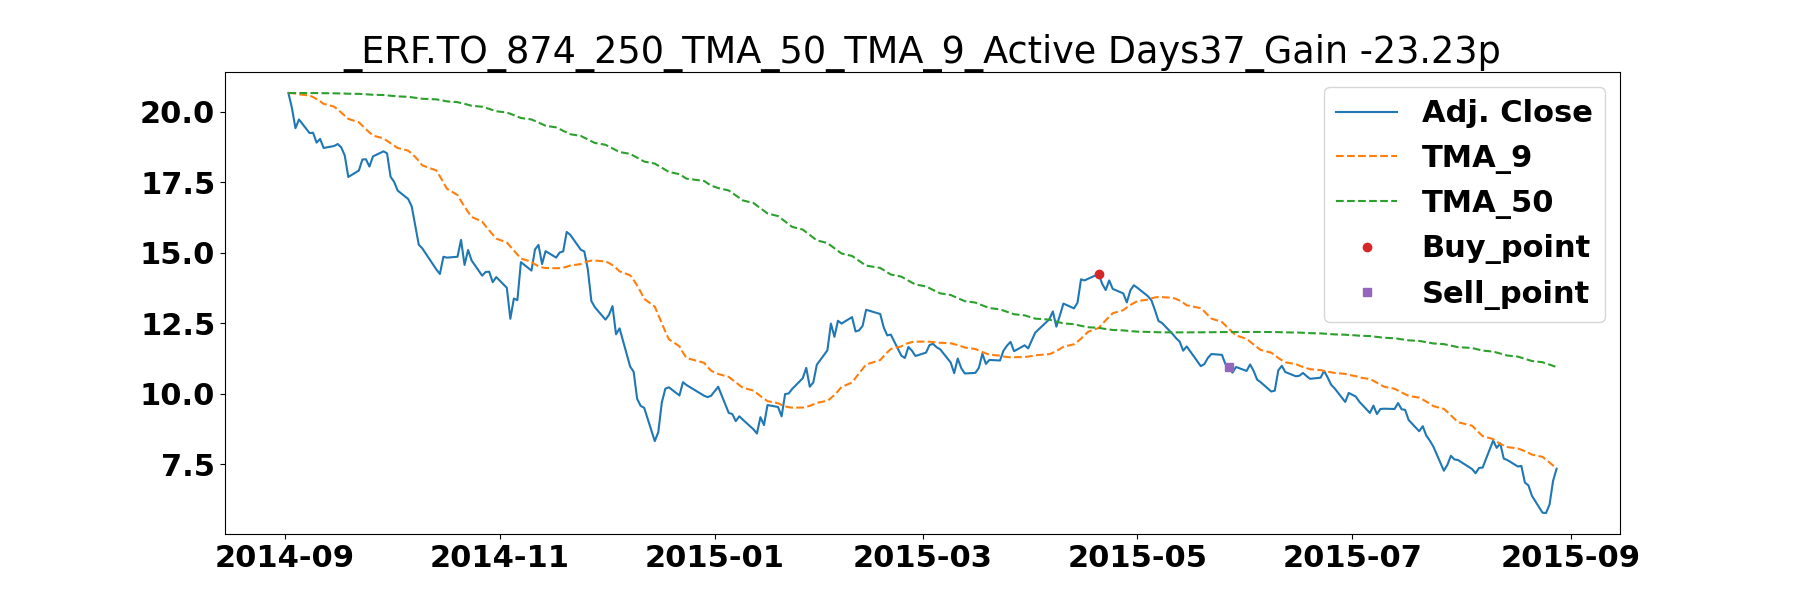 _ERF.TO_874_250_TMA_50_TMA_9_Active Days37_Gain -23.23p
20.0
17.5
15.0
12.5
10.0
7.5
Adj. Close
TMA_9
TMA_50
Buy_point
Sell_point
2014-09 2014-11 2015-01 2015-03 2015-05 2015-07 2015-09